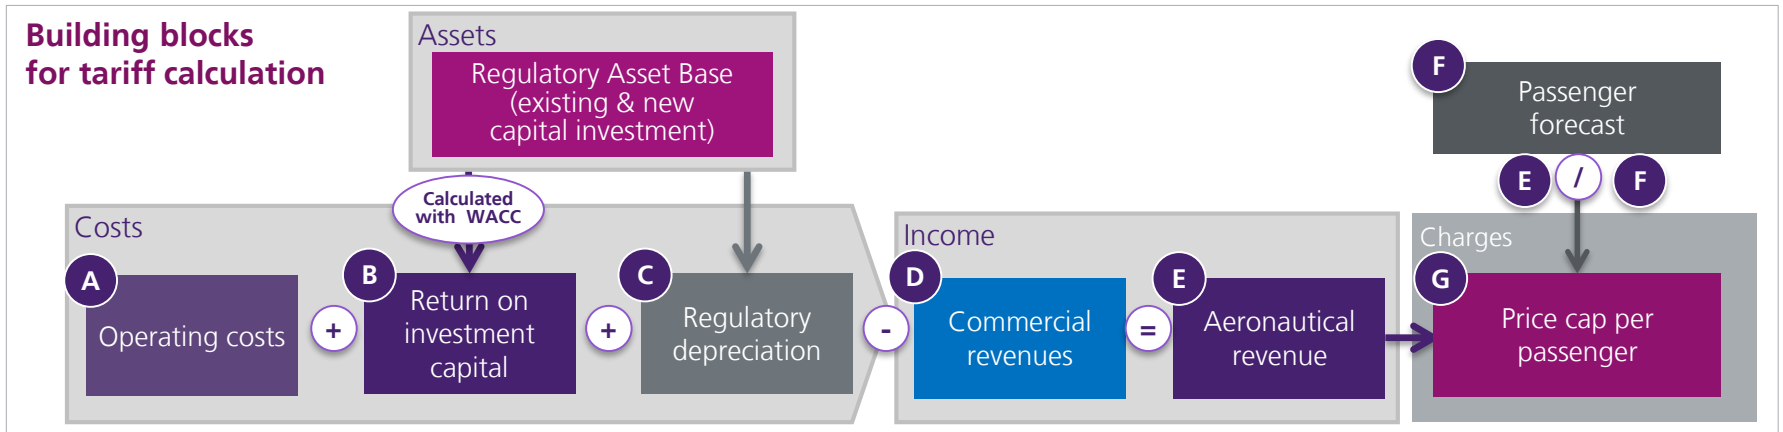 Building blocks
for tariff calculation
Assets
Regulatory Asset Base
(existing & new
capital investment)
F
Passenger
forecast
E
/
F
Calculated
with WACC
Costs
A
Operating costs
+
B
Return on
investment
capital
+
C
Regulatory
depreciation
-
Income
D
Commercial
revenues
=
E
Aeronautical
revenue
Charges
G
Price cap per
passenger